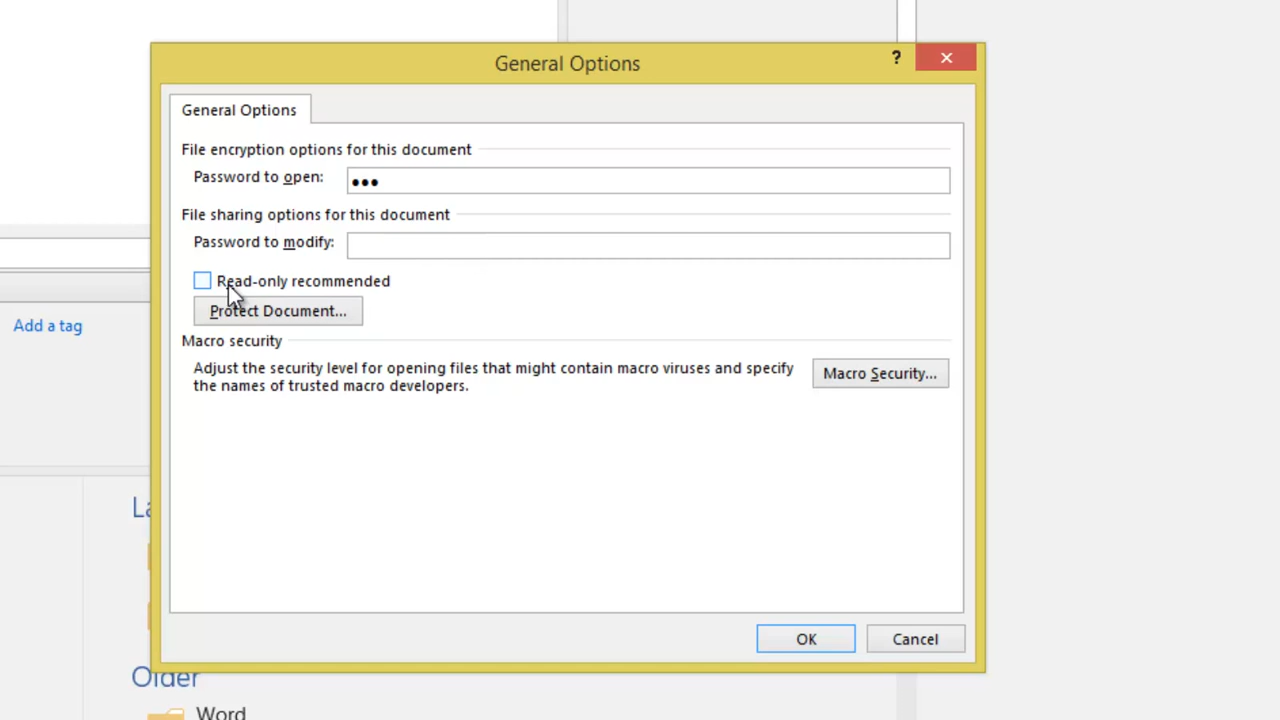 General Options
?
General Options
File encryption options for this document
Password to open: •••
File sharing options for this document
Password to modify:
Read-only recommended
Add a tag
Protect Document...
Macro security
Adjust the security level for opening files that might contain macro viruses and specify
the names of trusted macro developers.
Macro Security...
OK
Cancel
Older
Word